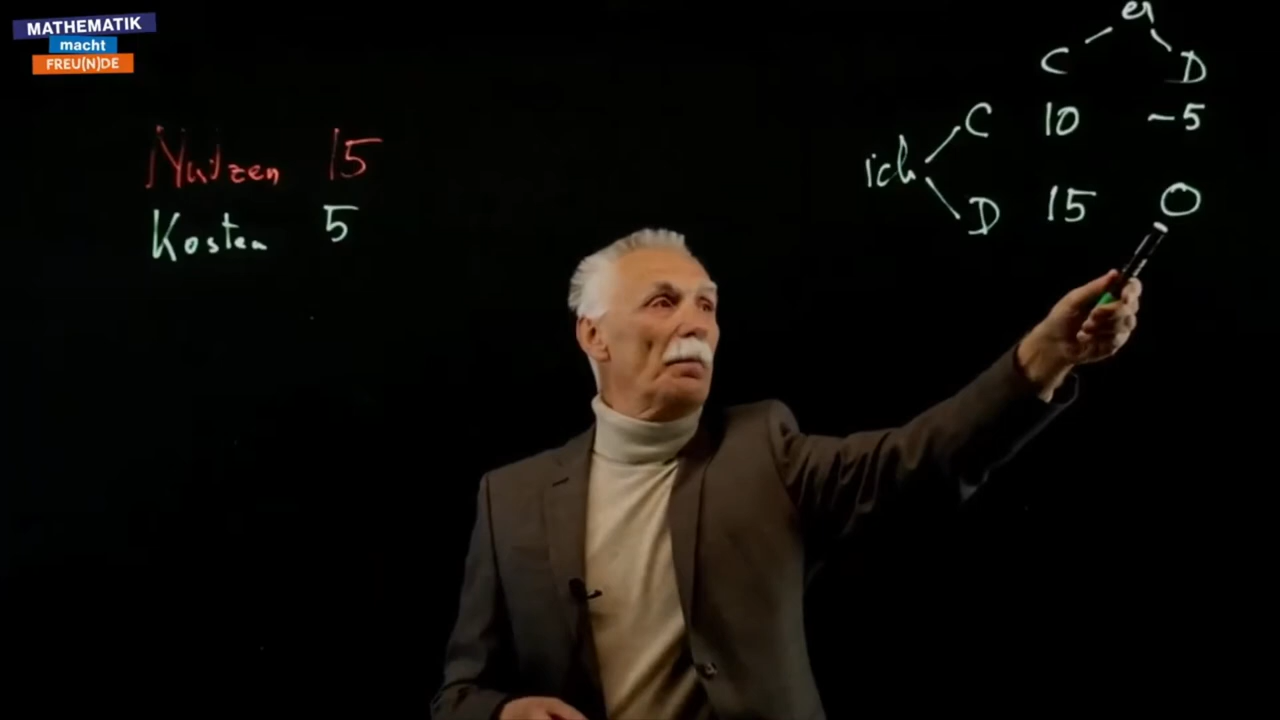 MATHEMATIK
macht
FREU(N)DE
Nutzen 15
Kosten 5
er
C D
ich C 10 -5
D 15 0